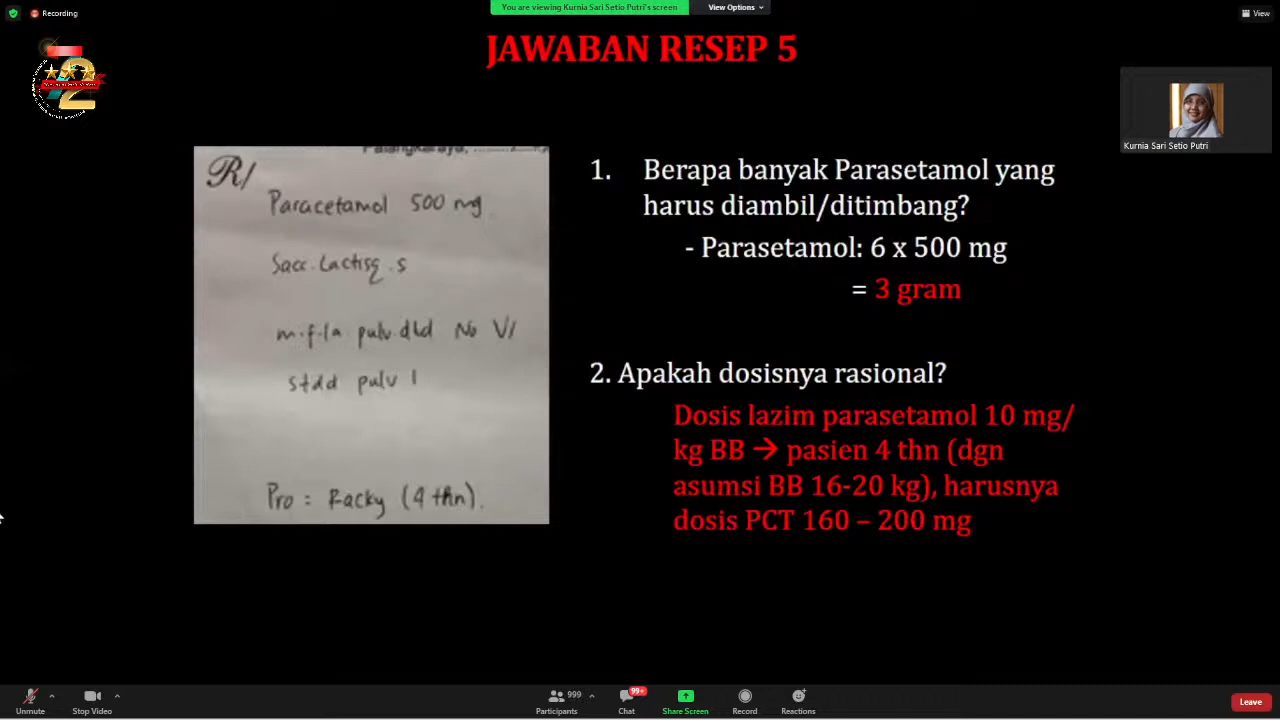 Recording
You are viewing Kurnia Sari Setio Putri's screen
View Options
View
JAWABAN RESEP 5
2
Kurnia Sari Setio Putri
R/
Paracetamol 500 mg
Sacc. Lactis q.s
m.f.la pulv dtd No VI
stdd pulv I
Pro : Racky (4 thn).
1. Berapa banyak Parasetamol yang
harus diambil/ditimbang?
- Parasetamol: 6 x 500 mg
= 3 gram
2. Apakah dosisnya rasional?
Dosis lazim parasetamol 10 mg/
kg BB → pasien 4 thn (dgn
asumsi BB 16-20 kg), harusnya
dosis PCT 160 – 200 mg
Unmute
Stop Video
999
Participants
99+
Chat
Share Screen
Record
Reactions
Leave